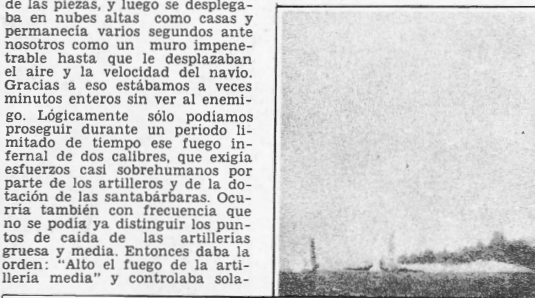 de las piezas, y luego se desplega-
ba en nubes altas como casas y
permanecía varios segundos ante
nosotros como un muro impene-
trable hasta que le desplazaban
el aire y la velocidad del navío.
Gracias a eso estábamos a veces
minutos enteros sin ver al enemi-
go. Lógicamente sólo podíamos
proseguir durante un período li-
mitado de tiempo ese fuego in-
fernal de dos calibres, que exigía
esfuerzos casi sobrehumanos por
parte de los artilleros y de la do-
tación de las santabárbaras. Ocu-
rría también con frecuencia que
no se podía ya distinguir los pun-
tos de caída de las artillerías
gruesa y media. Entonces daba la
orden: "Alto el fuego de la arti-
llería media" y controlaba sola-